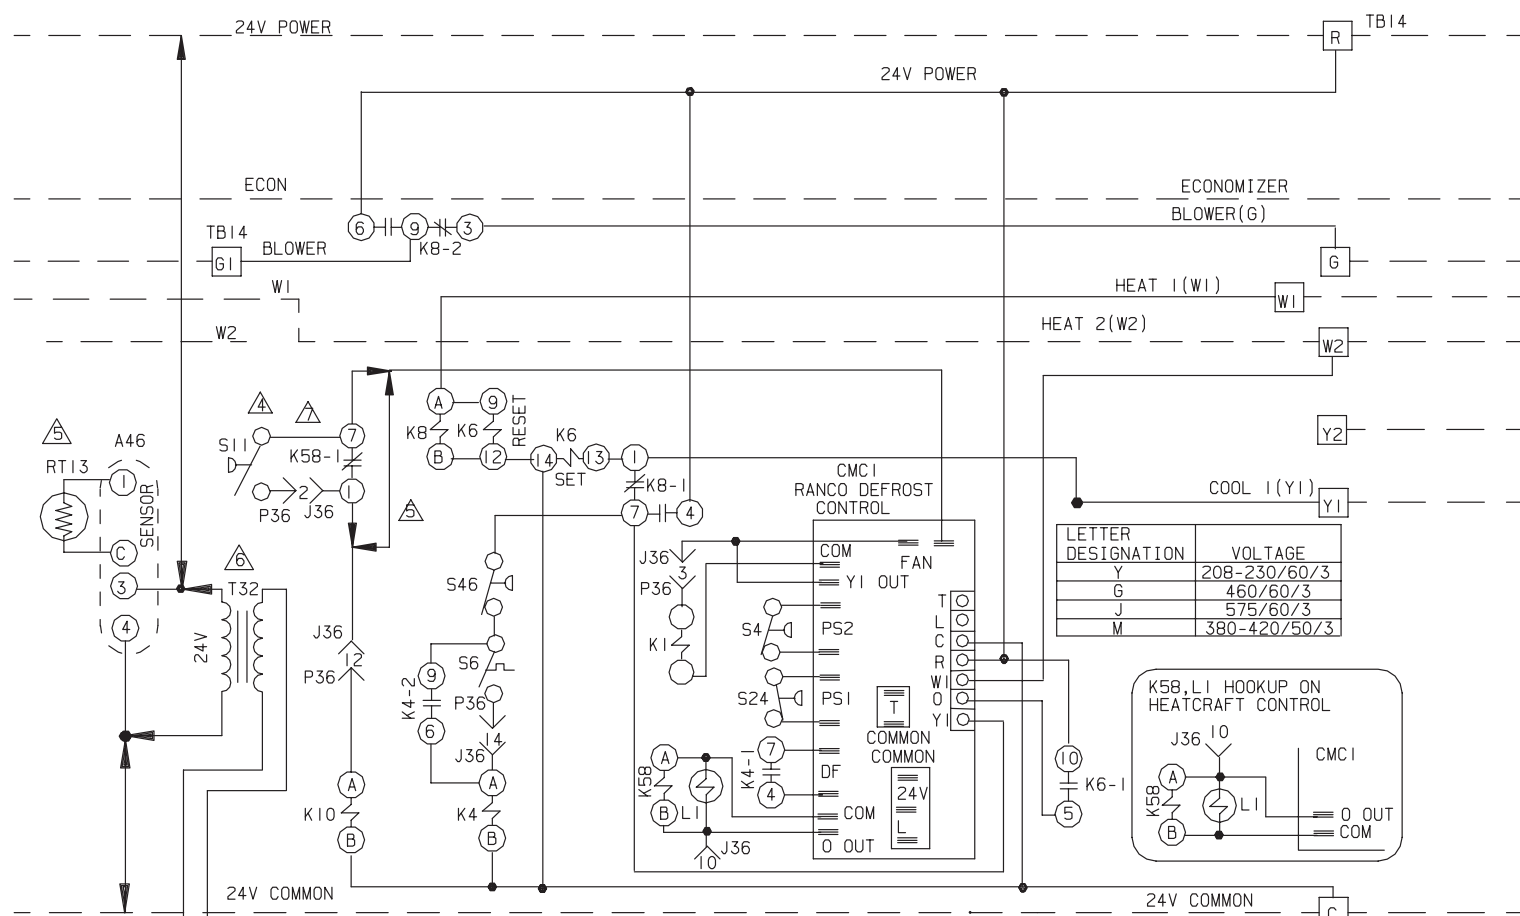 24V POWER
TB14
R
24V POWER
ECON
ECONOMIZER
BLOWER(G)
6
9
3
K8-2
TB14
BLOWER
G1
G
W1
HEAT 1(W1)
W1
W2
HEAT 2(W2)
W2
4
7
5
A46
S11
7
K58-1
RT13
1
SENSOR
P36
2
J36
1
5
A
9
RESET
K8
K6
B
12
14
K6
13
SET
1
K8-1
7
4
Y2
COOL 1(Y1)
Y1
CMC1
RANCO DEFROST
CONTROL
C
3
4
6
T32
24V
LETTER
DESIGNATION
VOLTAGE
Y 208-230/60/3
G 460/60/3
J 575/60/3
M 380-420/50/3
COM
FAN
Y1 OUT
J36
3
P36
K1
S46
S4
PS2
T
L
C
R
W1
O
Y1
J36
12
P36
9
K4-2
6
S6
P36
14
J36
S24
PS1
T
COMMON
COMMON
24V
L
A
K10
B
A
K4
B
A
K58
B
L1
J36
10
7
K4-1
4
DF
COM
O OUT
10
K6-1
5
K58,L1 HOOKUP ON
HEATCRAFT CONTROL
J36
10
CMC1
A
K58
B
L1
O OUT
COM
24V COMMON
24V COMMON
C